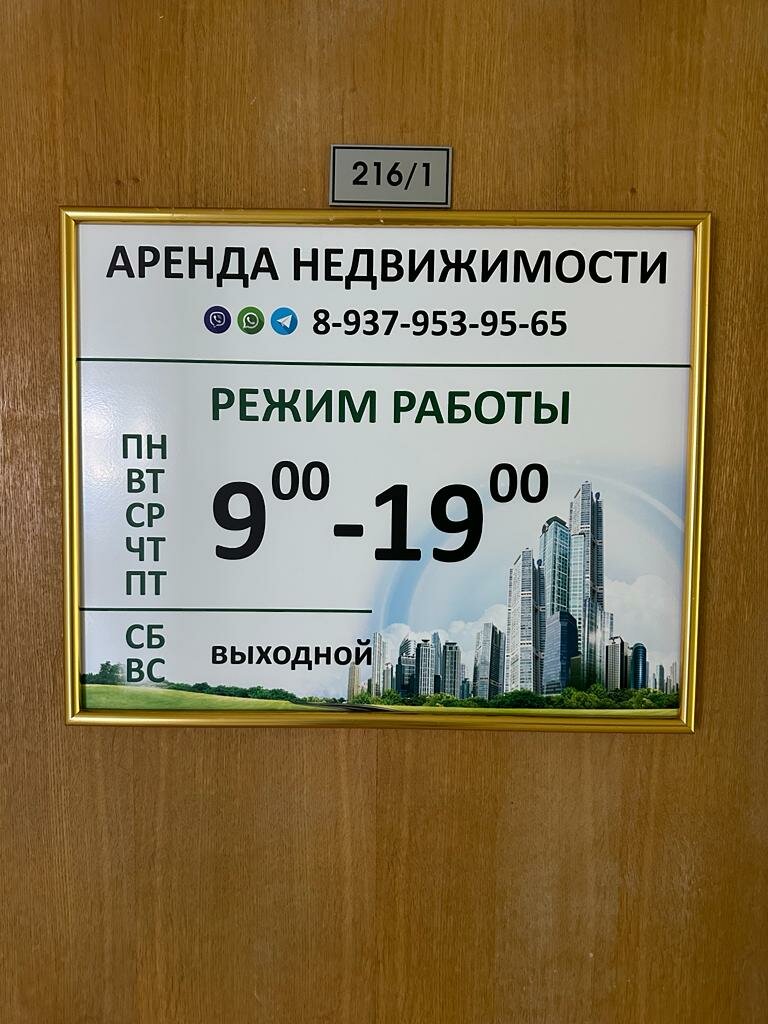 216/1
АРЕНДА НЕДВИЖИМОСТИ
8-937-953-95-65
РЕЖИМ РАБОТЫ
ПН
ВТ
СР
ЧТ
ПТ
9⁰⁰-19⁰⁰
СБ
ВС
выходной